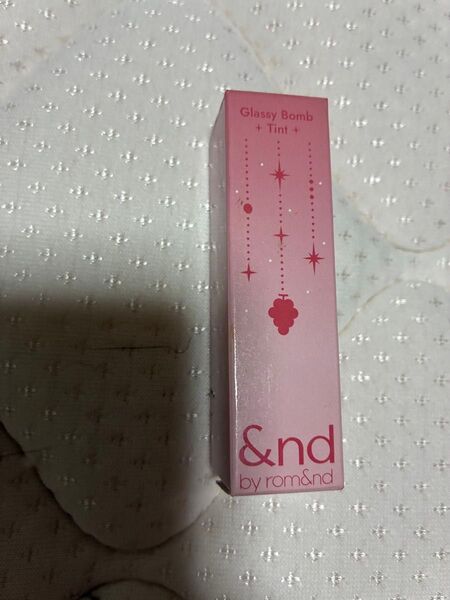 Glassy Bomb
+ Tint +
&nd
by rom&nd